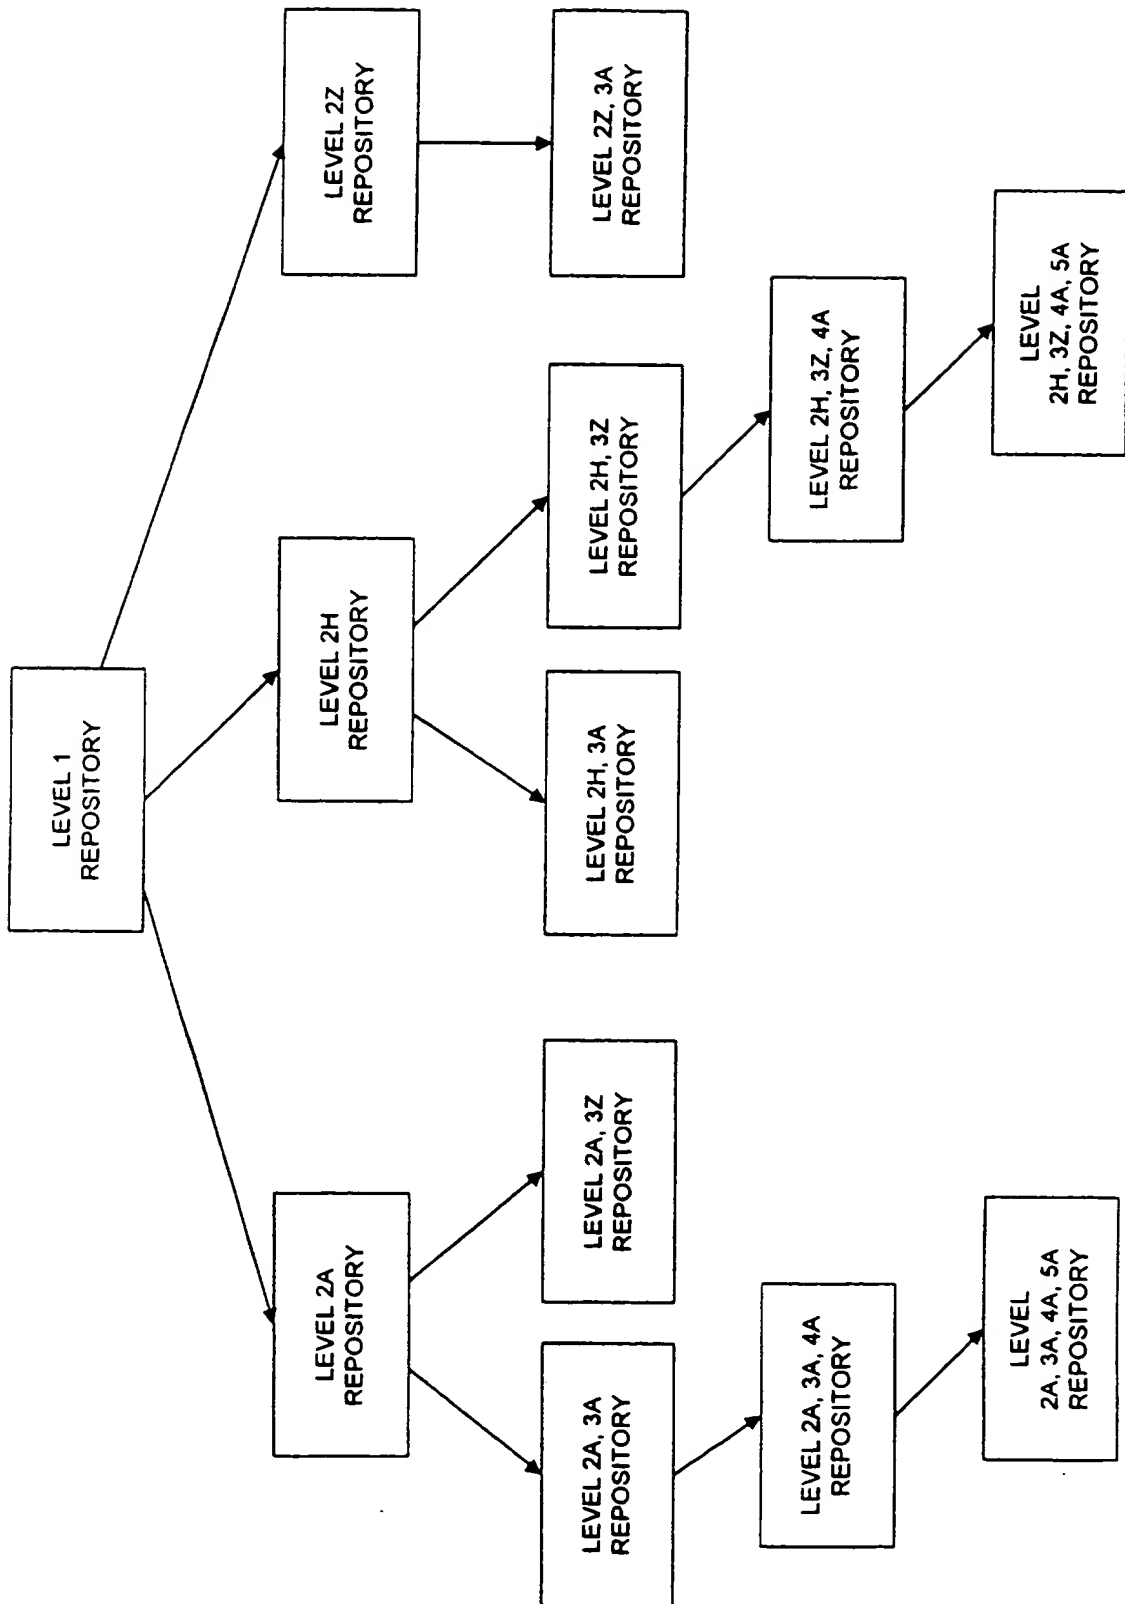 LEVEL 1
REPOSITORY
LEVEL 2A
REPOSITORY
LEVEL 2H
REPOSITORY
LEVEL 2Z
REPOSITORY
LEVEL 2A, 3A
REPOSITORY
LEVEL 2A, 3Z
REPOSITORY
LEVEL 2H, 3A
REPOSITORY
LEVEL 2H, 3Z
REPOSITORY
LEVEL 2Z, 3A
REPOSITORY
LEVEL 2A, 3A, 4A
REPOSITORY
LEVEL 2H, 3Z, 4A
REPOSITORY
LEVEL
2A, 3A, 4A, 5A
REPOSITORY
LEVEL
2H, 3Z, 4A, 5A
REPOSITORY